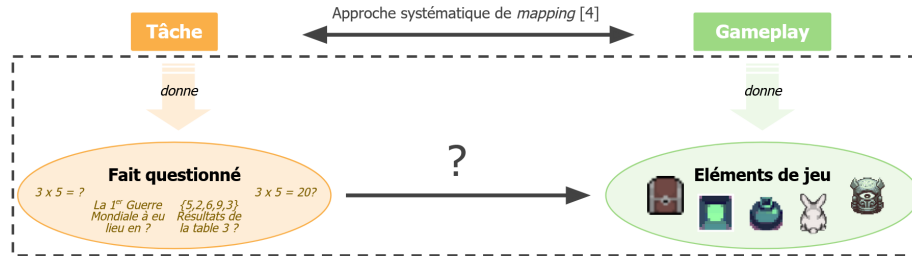 Approche systématique de mapping [4]
Tâche
Gameplay
donne
donne
?
Fait questionné
3 x 5 = ?
3 x 5 = 20?
La 1er Guerre
Mondiale à eu
lieu en ?
{5,2,6,9,3}
Résultats de
la table 3 ?
Eléments de jeu